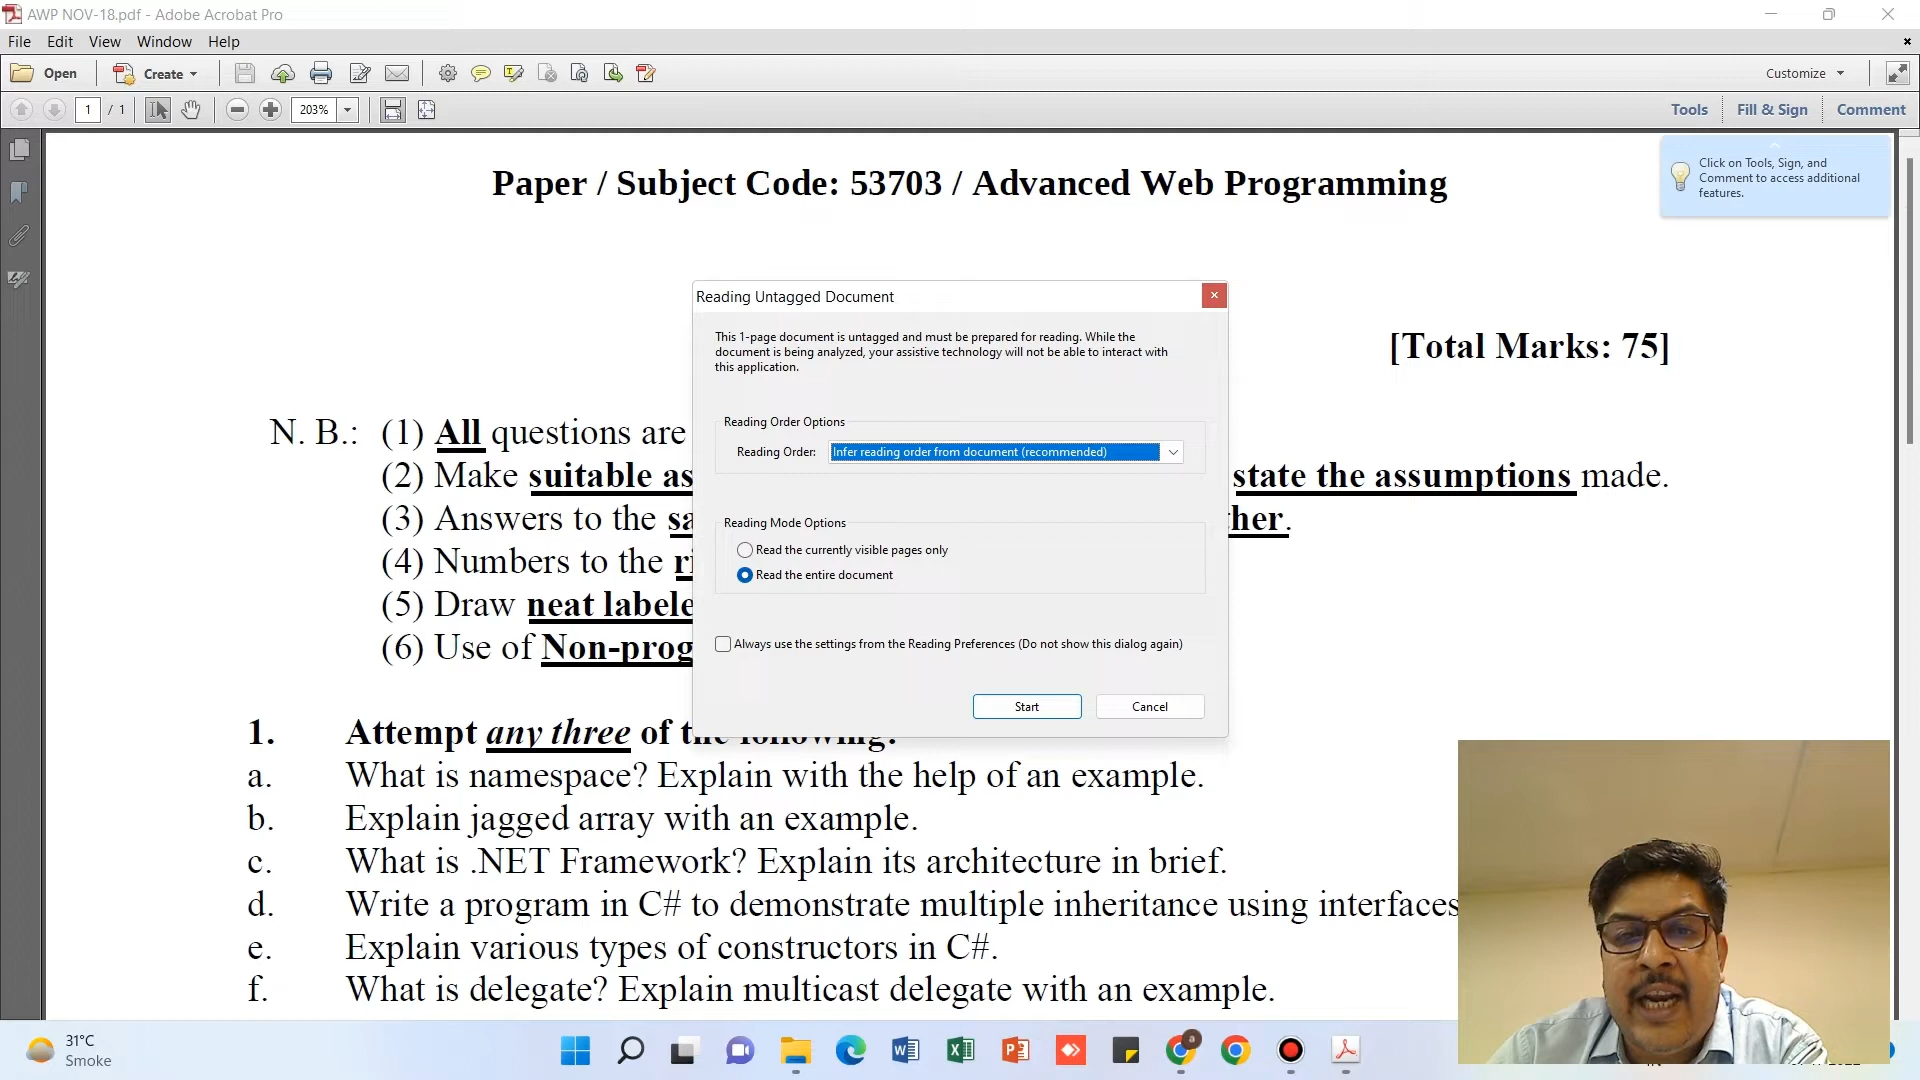 AWP NOV-18.pdf - Adobe Acrobat Pro
File Edit View Window Help
Open Create Customize
1 / 1 203% Tools Fill & Sign Comment
Click on Tools, Sign, and
Comment to access additional
features.
Paper / Subject Code: 53703 / Advanced Web Programming
[Total Marks: 75]
N. B.: (1) All questions are
(2) Make suitable as state the assumptions made.
(3) Answers to the sa ther.
(4) Numbers to the ri
(5) Draw neat labele
(6) Use of Non-prog
Reading Untagged Document
This 1-page document is untagged and must be prepared for reading. While the
document is being analyzed, your assistive technology will not be able to interact with
this application.
Reading Order Options
Reading Order: Infer reading order from document (recommended)
Reading Mode Options
Read the currently visible pages only
Read the entire document
Always use the settings from the Reading Preferences (Do not show this dialog again)
Start Cancel
1. Attempt any three of the following:
a. What is namespace? Explain with the help of an example.
b. Explain jagged array with an example.
c. What is .NET Framework? Explain its architecture in brief.
d. Write a program in C# to demonstrate multiple inheritance using interfaces
e. Explain various types of constructors in C#.
f. What is delegate? Explain multicast delegate with an example.
31°C
Smoke